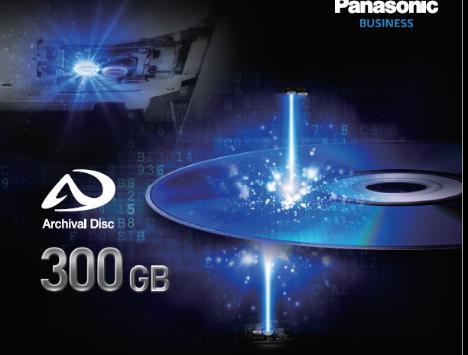 Panasonic
BUSINESS
Archival Disc
300 GB